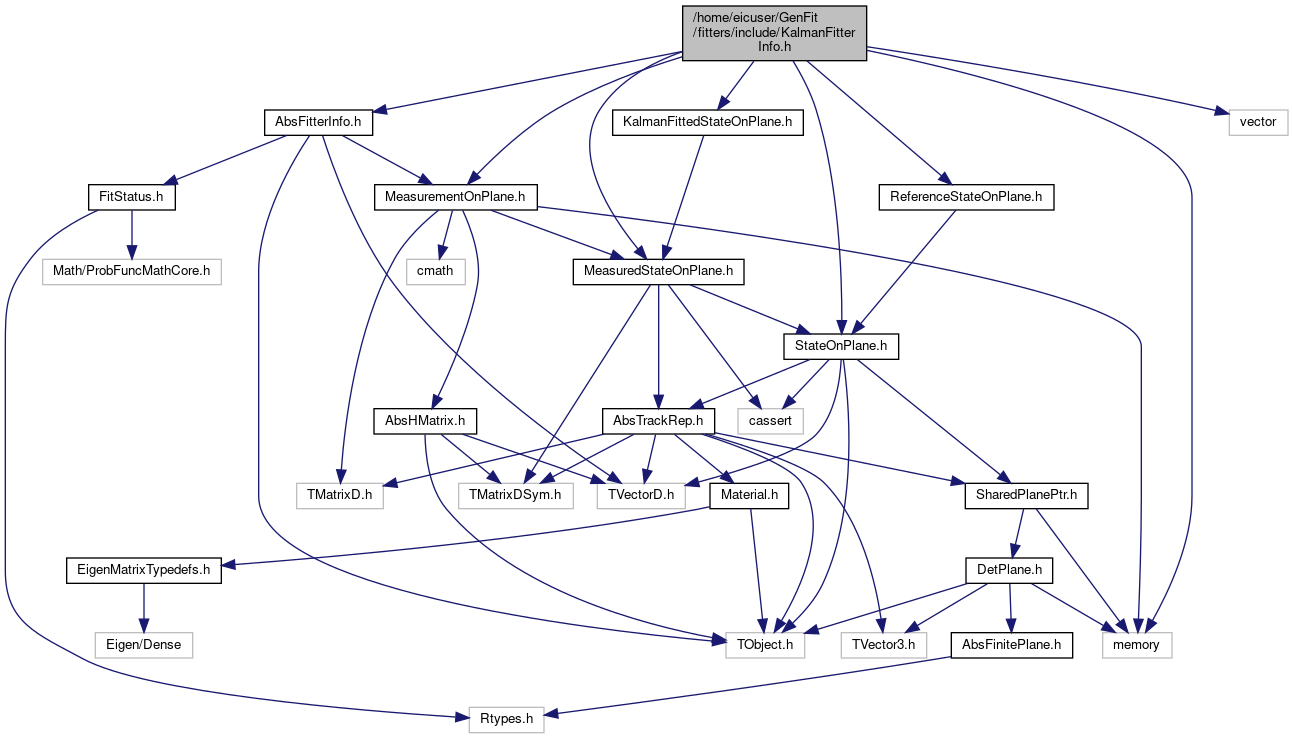 /home/eicuser/GenFit
/fitters/include/KalmanFitter
Info.h
AbsFitterInfo.h
KalmanFittedStateOnPlane.h
vector
FitStatus.h
MeasurementOnPlane.h
ReferenceStateOnPlane.h
Math/ProbFuncMathCore.h
cmath
MeasuredStateOnPlane.h
StateOnPlane.h
AbsHMatrix.h
AbsTrackRep.h
cassert
TMatrixD.h
TMatrixDSym.h
TVectorD.h
Material.h
SharedPlanePtr.h
EigenMatrixTypedefs.h
DetPlane.h
Eigen/Dense
TObject.h
TVector3.h
AbsFinitePlane.h
memory
Rtypes.h